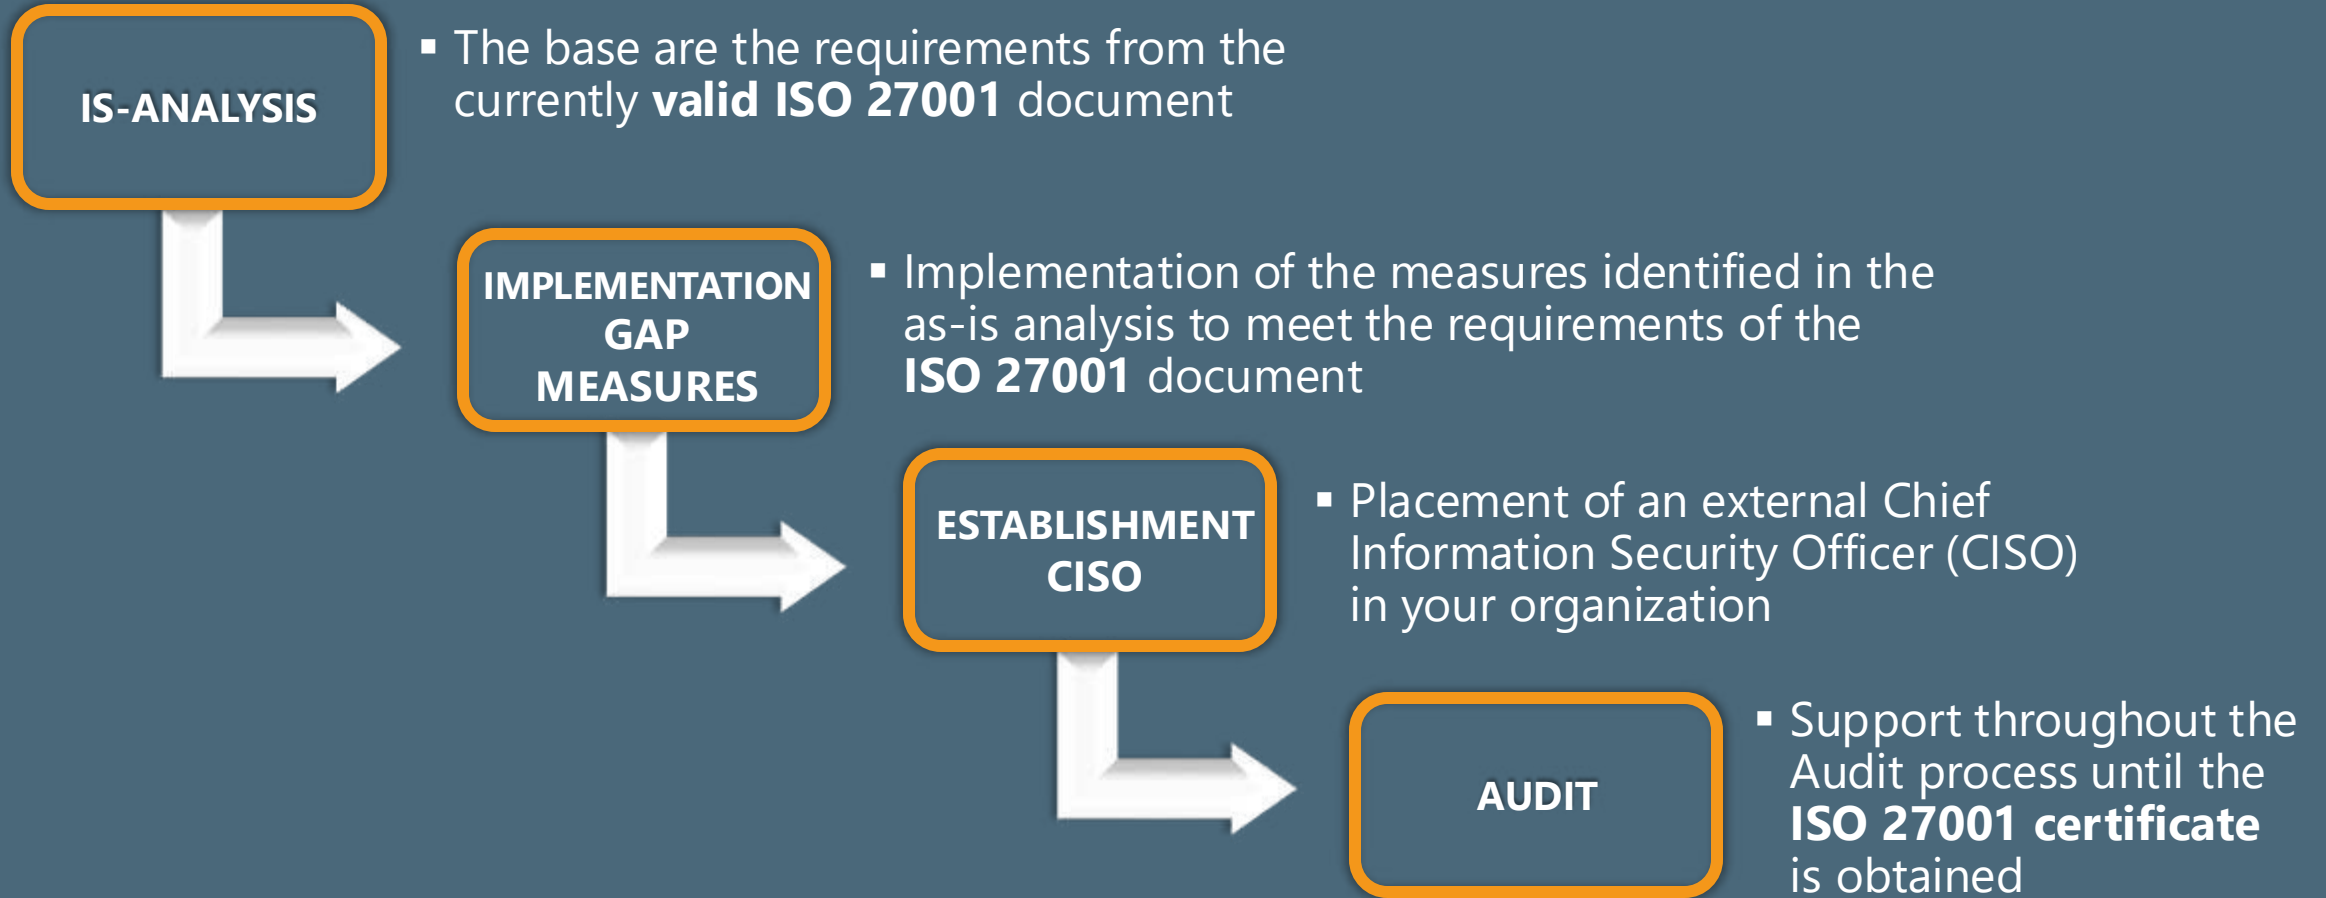 IS-ANALYSIS
▪ The base are the requirements from the
currently valid ISO 27001 document
IMPLEMENTATION
GAP
MEASURES
▪ Implementation of the measures identified in the
as-is analysis to meet the requirements of the
ISO 27001 document
ESTABLISHMENT
CISO
▪ Placement of an external Chief
Information Security Officer (CISO)
in your organization
AUDIT
▪ Support throughout the
Audit process until the
ISO 27001 certificate
is obtained